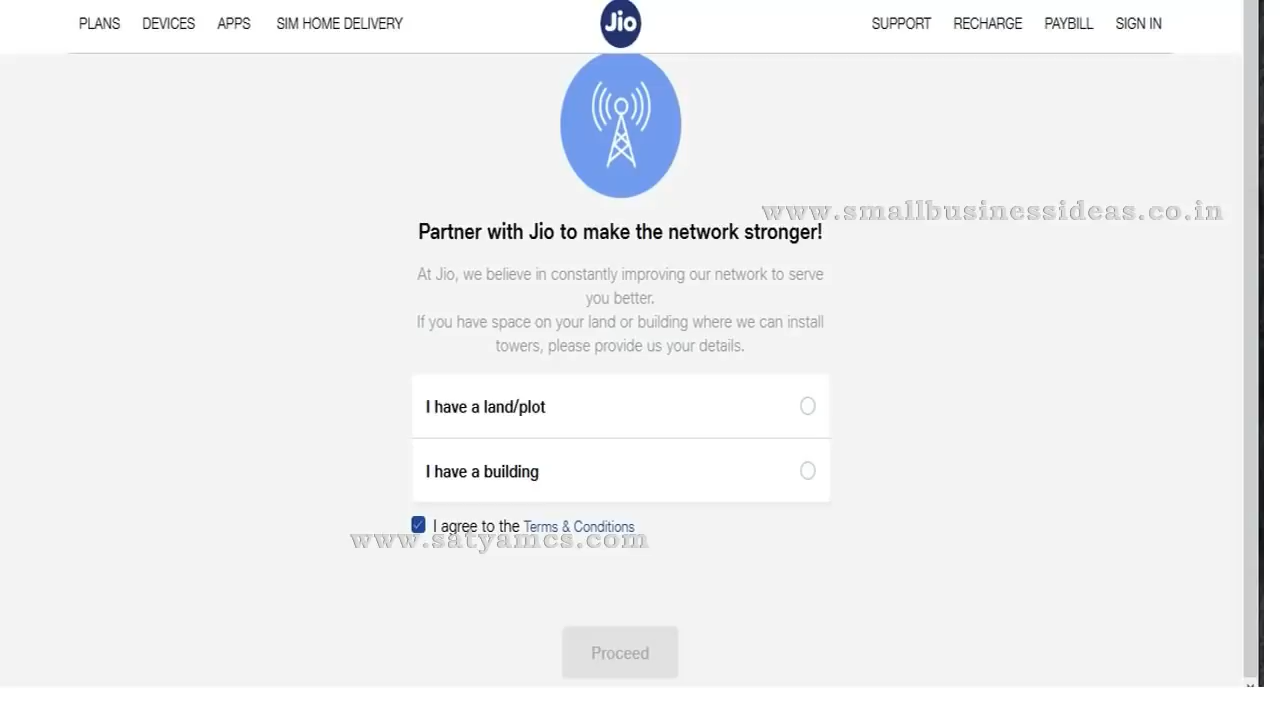 PLANS DEVICES APPS SIM HOME DELIVERY Jio SUPPORT RECHARGE PAYBILL SIGN IN
www.smallbusinessideas.co.in
Partner with Jio to make the network stronger!
At Jio, we believe in constantly improving our network to serve
you better.
If you have space on your land or building where we can install
towers, please provide us your details.
I have a land/plot
I have a building
I agree to the Terms & Conditions
www.satyamcs.com
Proceed